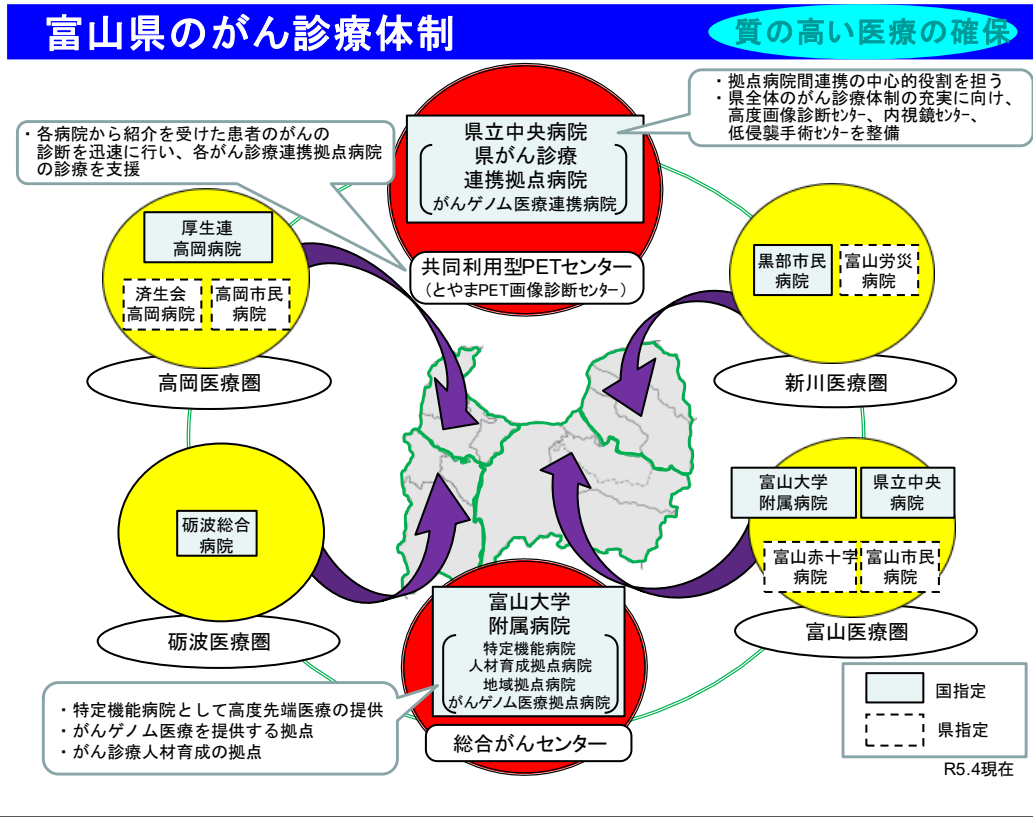 富山県のがん診療体制
質の高い医療の確保
・拠点病院間連携の中心的役割を担う
・県全体のがん診療体制の充実に向け、
高度画像診断ｾﾝﾀｰ、内視鏡ｾﾝﾀｰ、
低侵襲手術ｾﾝﾀｰを整備
・各病院から紹介を受けた患者のがんの
診断を迅速に行い、各がん診療連携拠点病院
の診療を支援
県立中央病院
県がん診療
連携拠点病院
がんゲノム医療連携病院
共同利用型PETセンター
（とやまPET画像診断センター）
厚生連
高岡病院
済生会
高岡病院
高岡市民
病院
高岡医療圏
黒部市民
病院
富山労災
病院
新川医療圏
砺波総合
病院
砺波医療圏
富山大学
附属病院
県立中央
病院
富山赤十字
病院
富山市民
病院
富山医療圏
富山大学
附属病院
特定機能病院
人材育成拠点病院
地域拠点病院
がんゲノム医療拠点病院
総合がんセンター
・特定機能病院として高度先端医療の提供
・がんゲノム医療を提供する拠点
・がん診療人材育成の拠点
国指定
県指定
R5.4現在